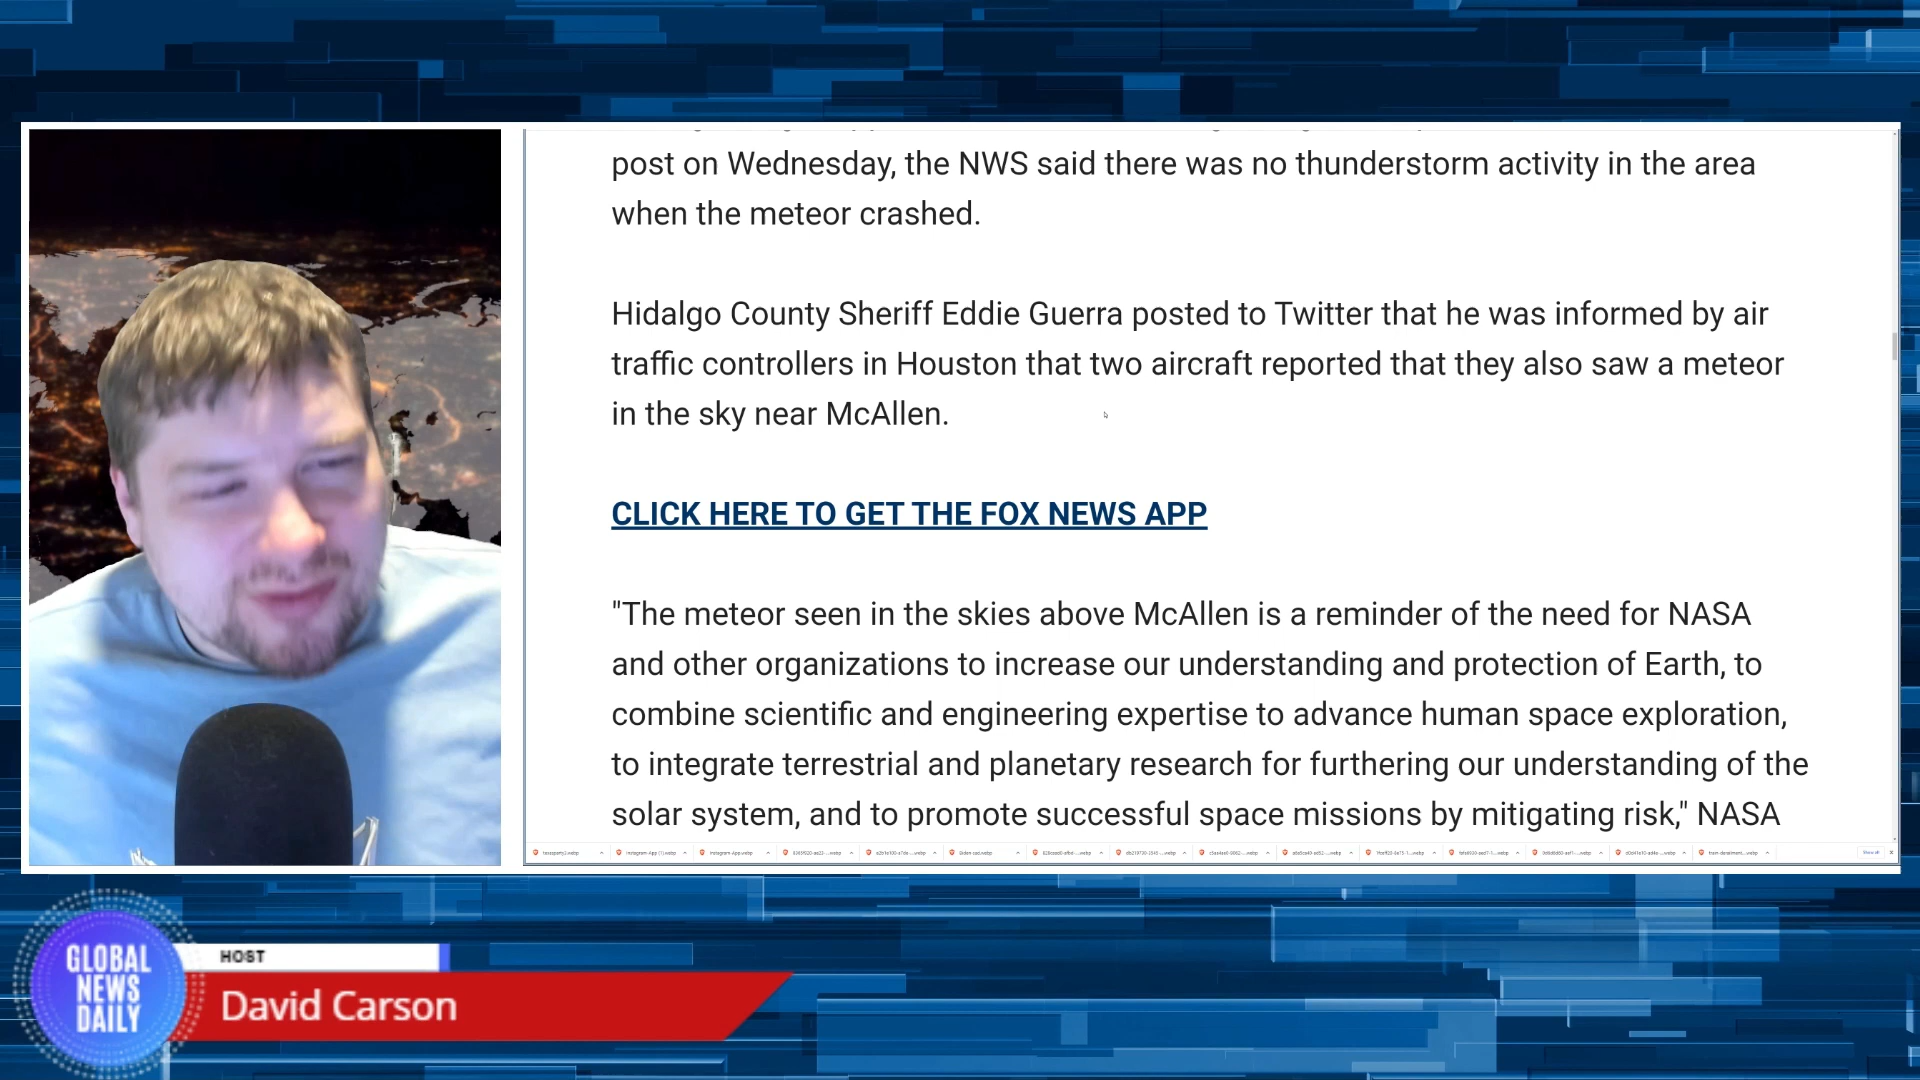 post on Wednesday, the NWS said there was no thunderstorm activity in the area
when the meteor crashed.
Hidalgo County Sheriff Eddie Guerra posted to Twitter that he was informed by air
traffic controllers in Houston that two aircraft reported that they also saw a meteor
in the sky near McAllen.
CLICK HERE TO GET THE FOX NEWS APP
"The meteor seen in the skies above McAllen is a reminder of the need for NASA
and other organizations to increase our understanding and protection of Earth, to
combine scientific and engineering expertise to advance human space exploration,
to integrate terrestrial and planetary research for furthering our understanding of the
solar system, and to promote successful space missions by mitigating risk," NASA
Show all
GLOBAL
NEWS
DAILY
HOST
David Carson